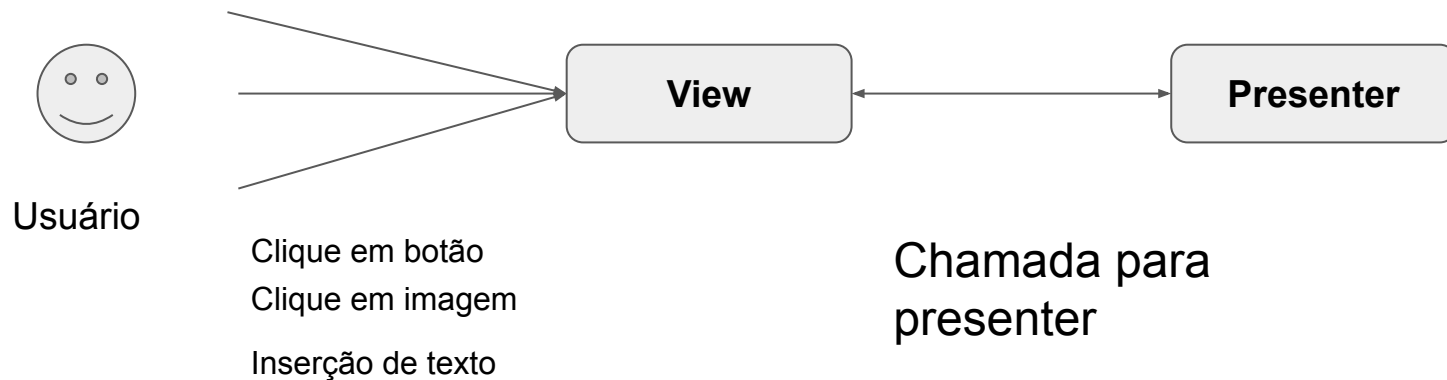 View
Presenter
Usuário
Clique em botão
Clique em imagem
Inserção de texto
Chamada para
presenter